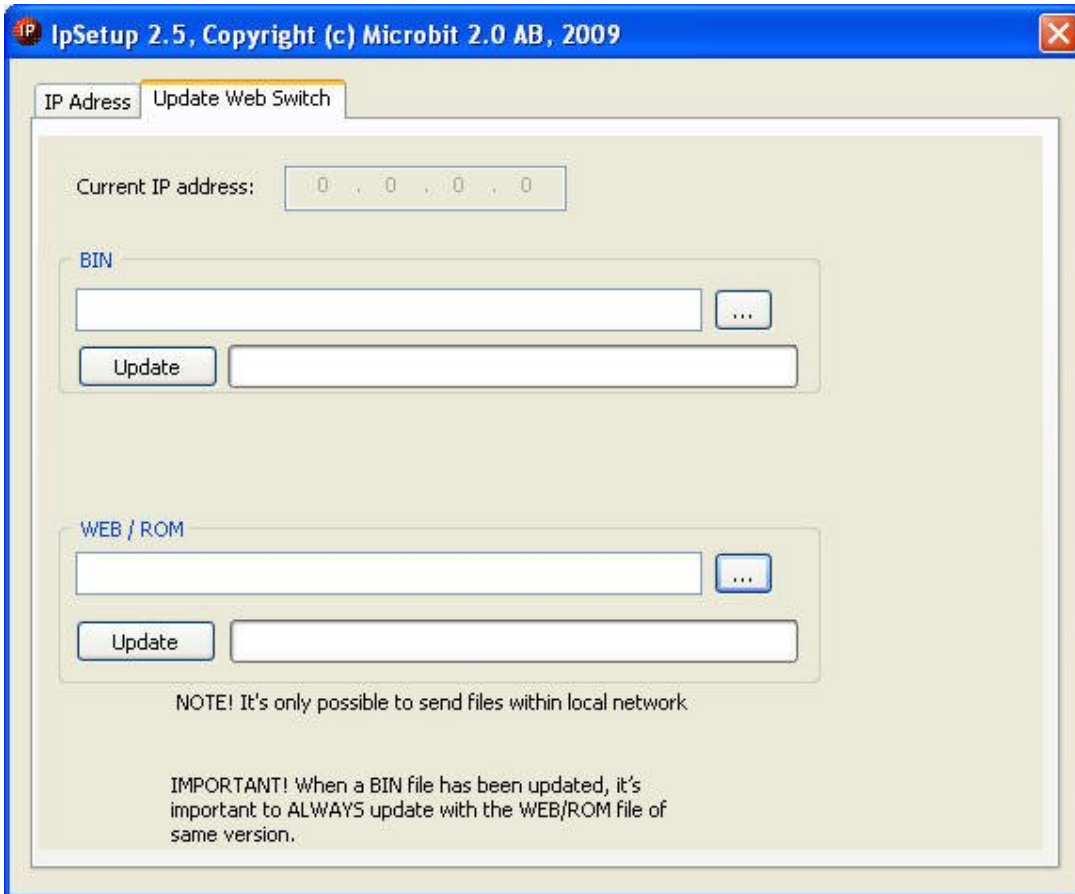 IP
IpSetup 2.5, Copyright (c) Microbit 2.0 AB, 2009
IP Adress
Update Web Switch
Current IP address: 0 . 0 . 0 . 0
BIN
...
Update
WEB / ROM
...
Update
NOTE! It's only possible to send files within local network
IMPORTANT! When a BIN file has been updated, it's
important to ALWAYS update with the WEB/ROM file of
same version.